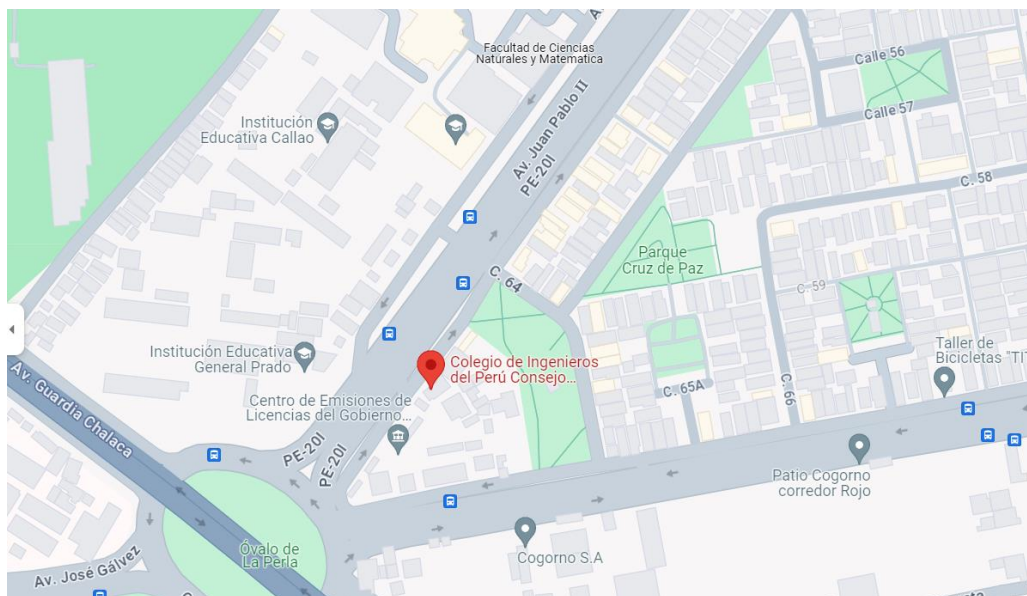 Facultad de Ciencias
Naturales y Matematica
Calle 56
Institución
Educativa Callao
Calle 57
Av. Juan Pablo II
PE-20I
C. 58
Parque
Cruz de Paz
C. 64
C. 59
Institución Educativa
General Prado
Colegio de Ingenieros
del Perú Consejo...
Taller de
Bicicletas "TI
C. 65A
C. 66
Av. Guardia Chalaca
Centro de Emisiones de
Licencias del Gobierno...
PE-20I
PE-20I
Patio Cogorno
corredor Rojo
Óvalo de
La Perla
Cogorno S.A
Av. José Gálvez